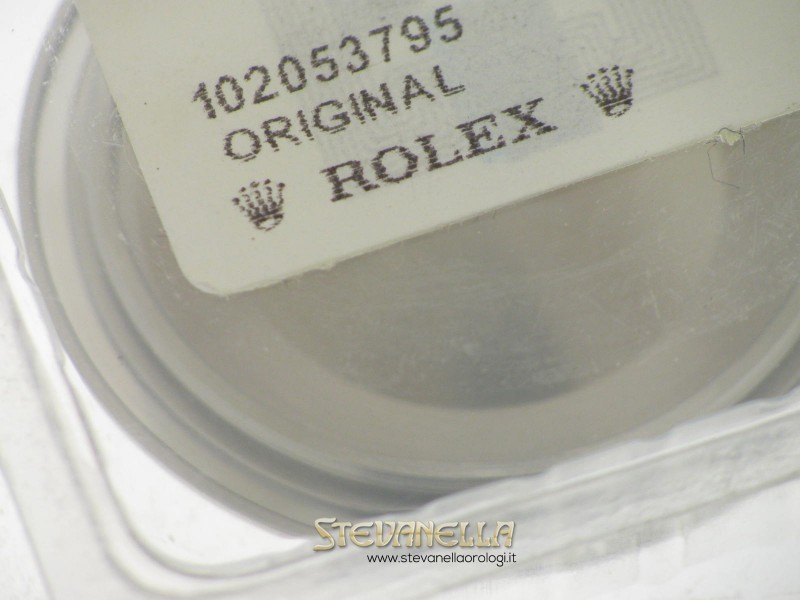 102053795
ORIGINAL
ROLEX
STEVANELLA
www.stevanellaorologi.it